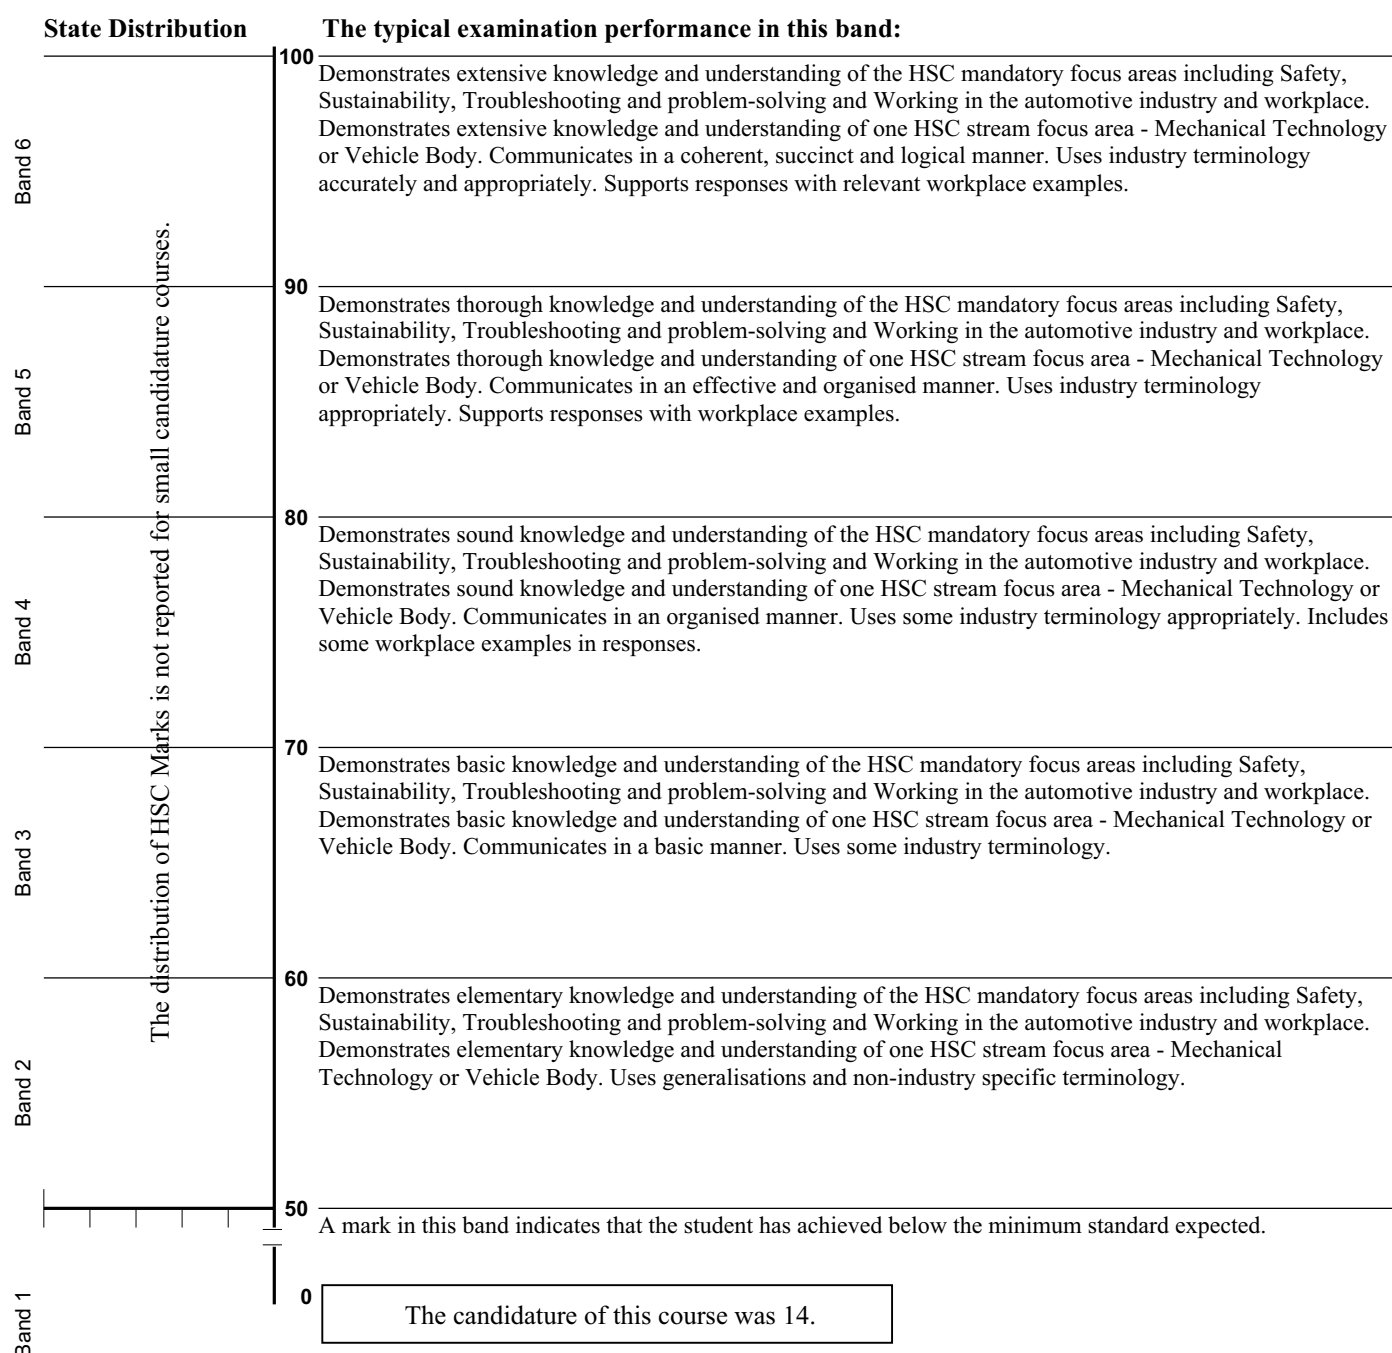 State Distribution
The typical examination performance in this band:
100
Demonstrates extensive knowledge and understanding of the HSC mandatory focus areas including Safety,
Sustainability, Troubleshooting and problem-solving and Working in the automotive industry and workplace.
Demonstrates extensive knowledge and understanding of one HSC stream focus area - Mechanical Technology
or Vehicle Body. Communicates in a coherent, succinct and logical manner. Uses industry terminology
accurately and appropriately. Supports responses with relevant workplace examples.
Band 6
The distribution of HSC Marks is not reported for small candidature courses.
90
Demonstrates thorough knowledge and understanding of the HSC mandatory focus areas including Safety,
Sustainability, Troubleshooting and problem-solving and Working in the automotive industry and workplace.
Demonstrates thorough knowledge and understanding of one HSC stream focus area - Mechanical Technology
or Vehicle Body. Communicates in an effective and organised manner. Uses industry terminology
appropriately. Supports responses with workplace examples.
Band 5
80
Demonstrates sound knowledge and understanding of the HSC mandatory focus areas including Safety,
Sustainability, Troubleshooting and problem-solving and Working in the automotive industry and workplace.
Demonstrates sound knowledge and understanding of one HSC stream focus area - Mechanical Technology or
Vehicle Body. Communicates in an organised manner. Uses some industry terminology appropriately. Includes
some workplace examples in responses.
Band 4
70
Demonstrates basic knowledge and understanding of the HSC mandatory focus areas including Safety,
Sustainability, Troubleshooting and problem-solving and Working in the automotive industry and workplace.
Demonstrates basic knowledge and understanding of one HSC stream focus area - Mechanical Technology or
Vehicle Body. Communicates in a basic manner. Uses some industry terminology.
Band 3
60
Demonstrates elementary knowledge and understanding of the HSC mandatory focus areas including Safety,
Sustainability, Troubleshooting and problem-solving and Working in the automotive industry and workplace.
Demonstrates elementary knowledge and understanding of one HSC stream focus area - Mechanical
Technology or Vehicle Body. Uses generalisations and non-industry specific terminology.
Band 2
50
A mark in this band indicates that the student has achieved below the minimum standard expected.
0
Band 1
The candidature of this course was 14.